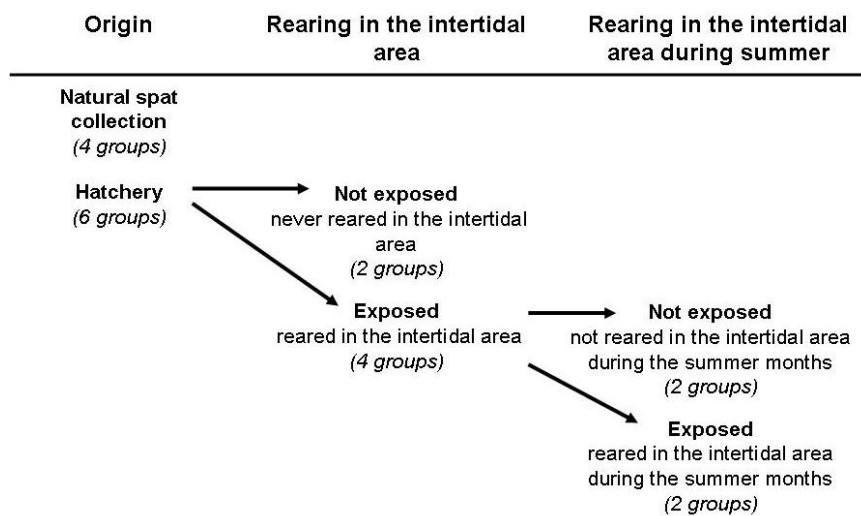 Origin
Rearing in the intertidal
area
Rearing in the intertidal
area during summer
Natural spat
collection
(4 groups)
Hatchery
(6 groups)
Not exposed
never reared in the intertidal
area
(2 groups)
Exposed
reared in the intertidal area
(4 groups)
Not exposed
not reared in the intertidal area
during the summer months
(2 groups)
Exposed
reared in the intertidal area
during the summer months
(2 groups)